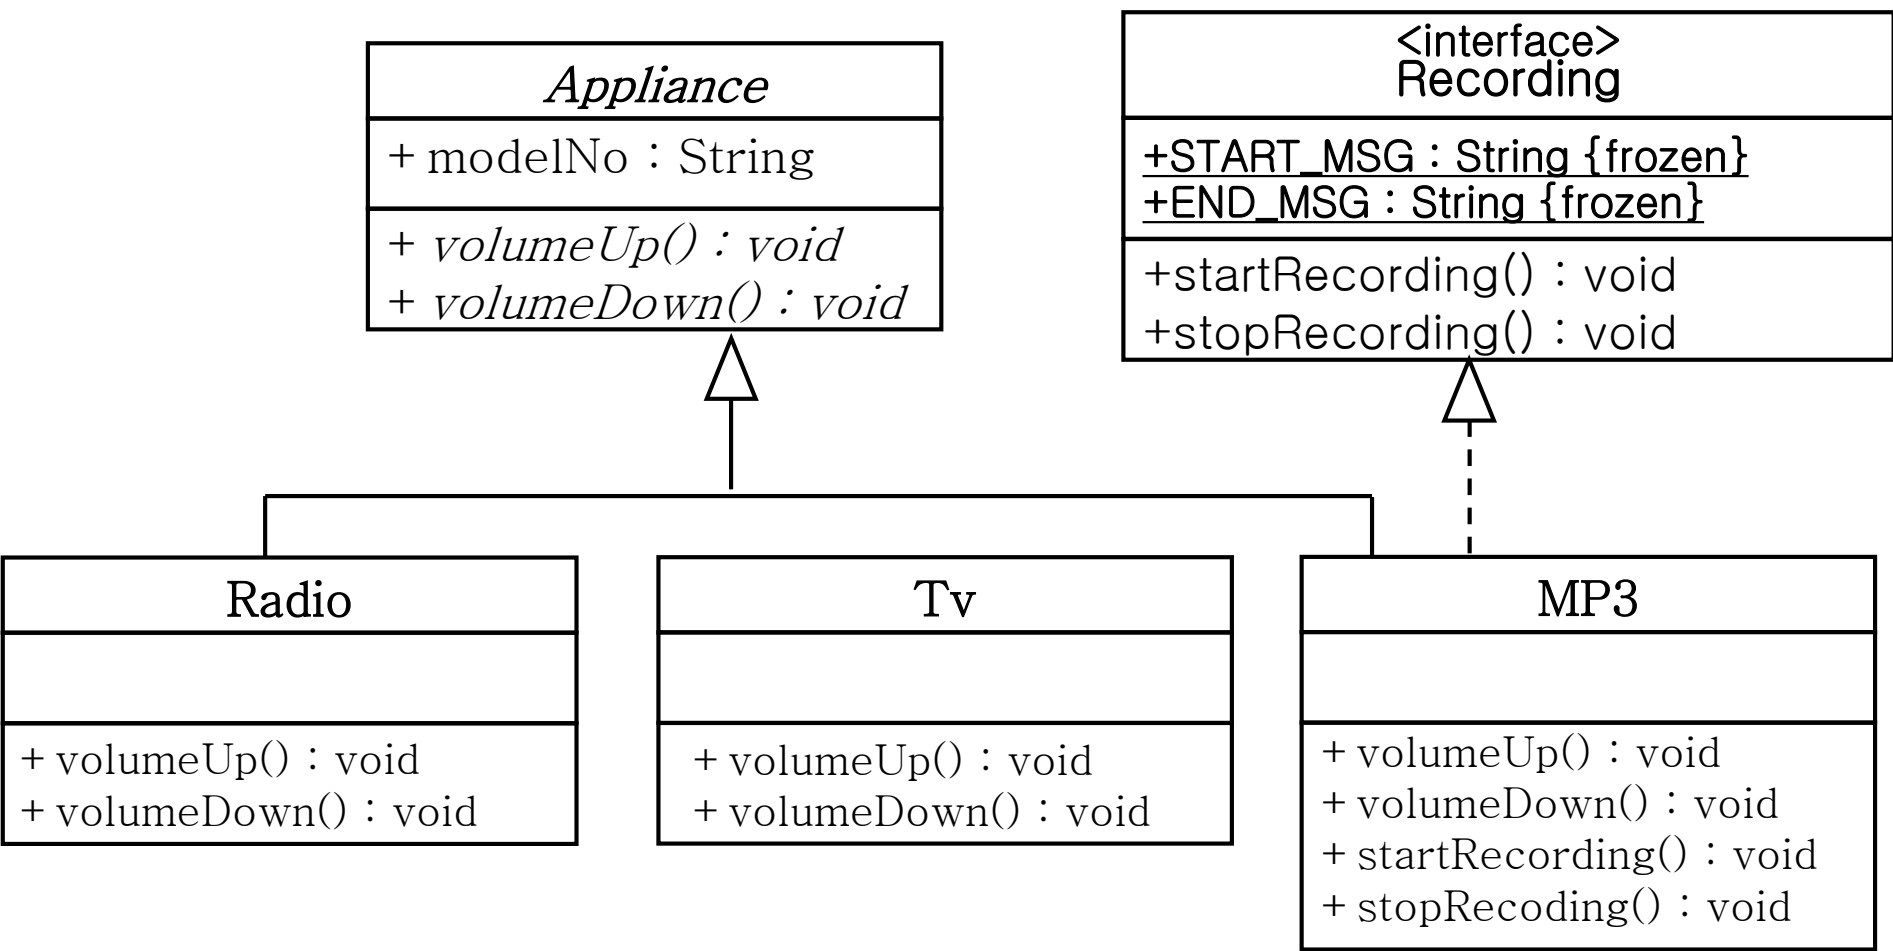 Appliance
+ modelNo : String
+ volumeUp() : void
+ volumeDown() : void
<interface>
Recording
+START_MSG : String {frozen}
+END_MSG : String {frozen}
+startRecording() : void
+stopRecording() : void
Radio
+ volumeUp() : void
+ volumeDown() : void
Tv
+ volumeUp() : void
+ volumeDown() : void
MP3
+ volumeUp() : void
+ volumeDown() : void
+ startRecording() : void
+ stopRecoding() : void